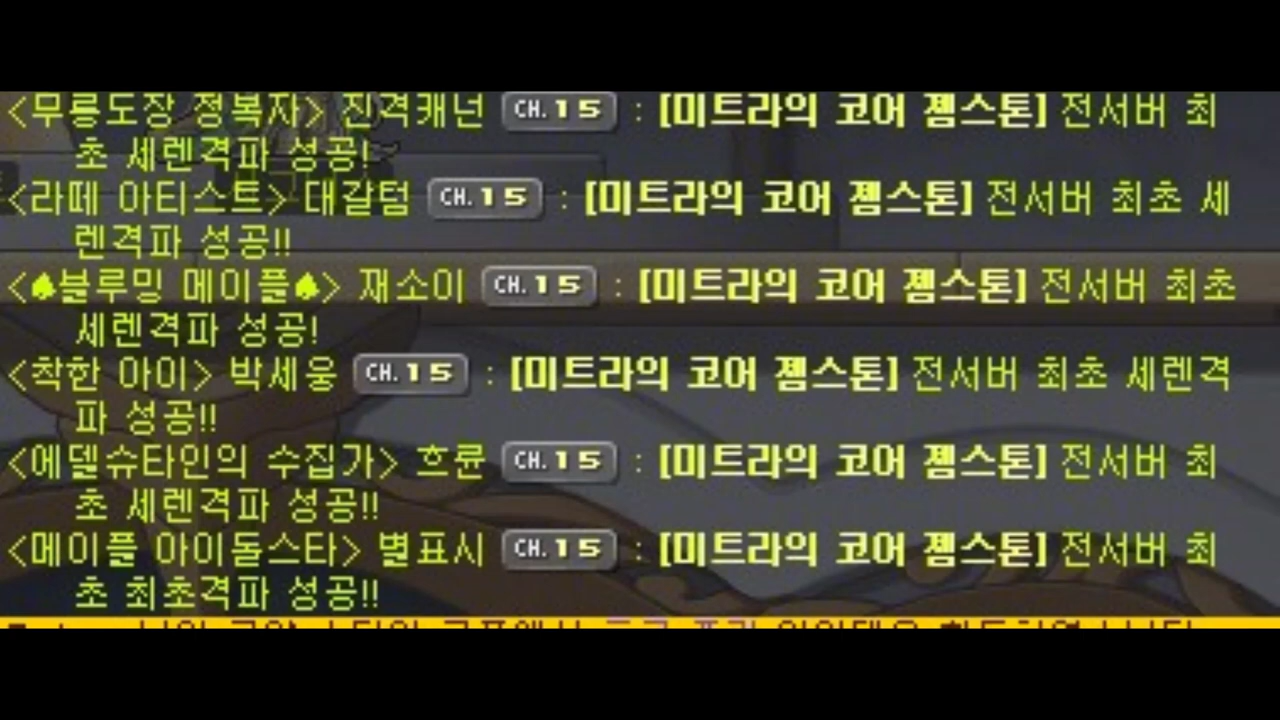 <무릉도장 정복자> 진격캐넌 CH.15 : [미트라의 코어 젬스톤] 전서버 최
초 세렌격파 성공!
<라떼 아티스트> 대갈텀 CH.15 : [미트라의 코어 젬스톤] 전서버 최초 세
렌격파 성공!!
<♠블루밍 메이플♠> 재소이 CH.15 : [미트라의 코어 젬스톤] 전서버 최초
세렌격파 성공!
<착한 아이> 박세웅 CH.15 : [미트라의 코어 젬스톤] 전서버 최초 세렌격
파 성공!!
<에델슈타인의 수집가> 흐륜 CH.15 : [미트라의 코어 젬스톤] 전서버 최
초 세렌격파 성공!!
<메이플 아이돌스타> 별표시 CH.15 : [미트라의 코어 젬스톤] 전서버 최
초 최초격파 성공!!